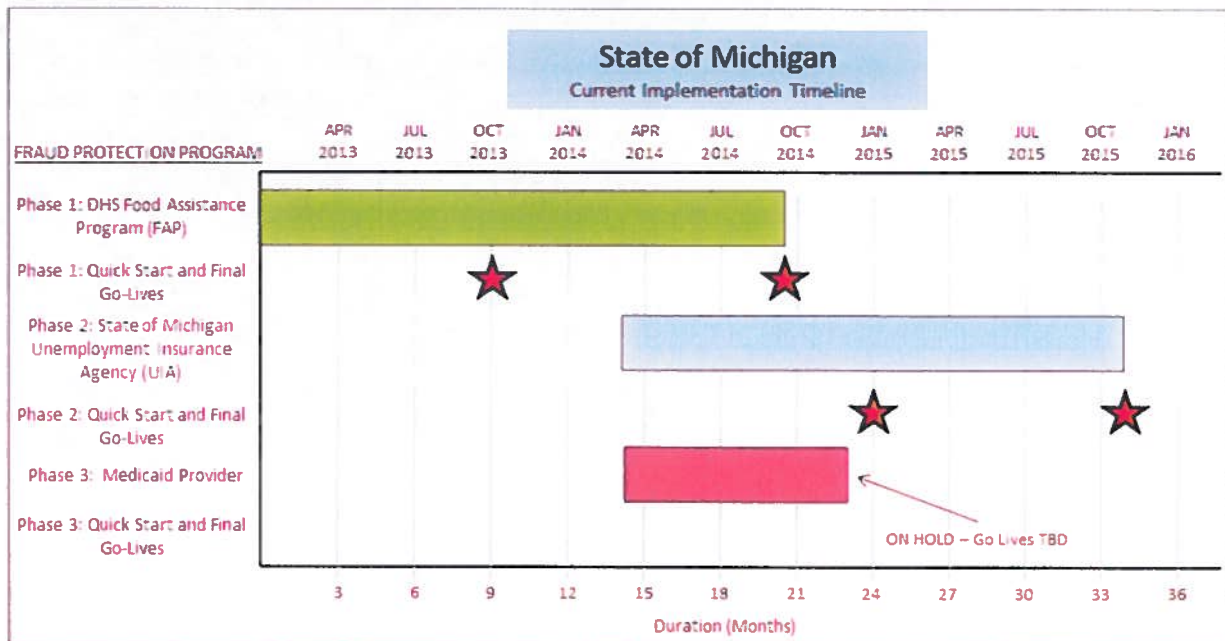 State of Michigan
Current Implementation Timeline
APR JUL OCT JAN APR JUL OCT JAN APR JUL OCT JAN
FRAUD PROTECTION PROGRAM 2013 2013 2013 2014 2014 2014 2014 2015 2015 2015 2015 2016
Phase 1: DHS Food Assistance
Program (FAP)
Phase 1: Quick Start and Final
Go-Lives
Phase 2: State of Michigan
Unemployment Insurance
Agency (UIA)
Phase 2: Quick Start and Final
Go-Lives
Phase 3: Medicaid Provider
Phase 3: Quick Start and Final
Go-Lives
ON HOLD – Go Lives TBD
3 6 9 12 15 18 21 24 27 30 33 36
Duration (Months)